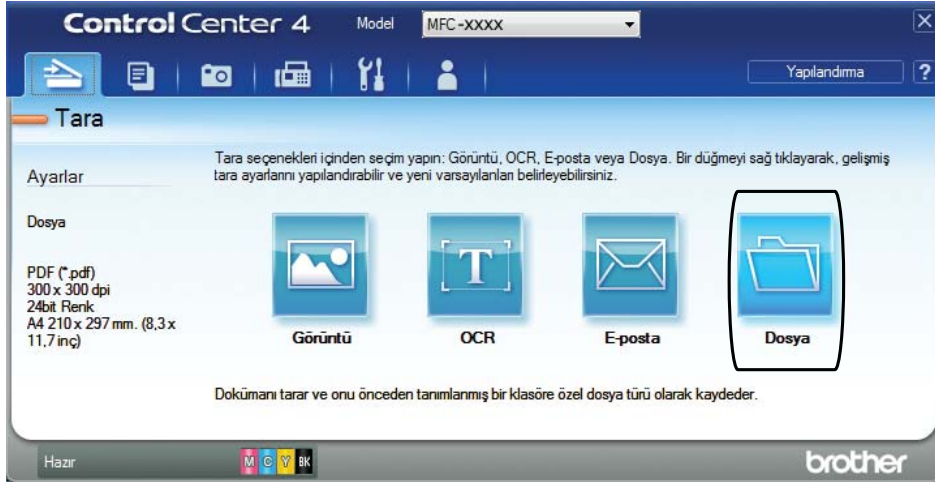 Control Center 4
Model
MFC-XXXX
X
Yapılandırma
?
Tara
Tara seçenekleri içinden seçim yapın: Görüntü, OCR, E-posta veya Dosya. Bir düğmeyi sağ tıklayarak, gelişmiş
tara ayarlarını yapılandırabilir ve yeni varsayılanları belirleyebilirsiniz.
Ayarlar
Dosya
PDF (*.pdf)
300 x 300 dpi
24bit Renk
A4 210 x 297 mm. (8,3 x
11,7 inç)
T
Görüntü
OCR
E-posta
Dosya
Dokümanı tarar ve onu önceden tanımlanmış bir klasöre özel dosya türü olarak kaydeder.
Hazır
M C Y BK
brother